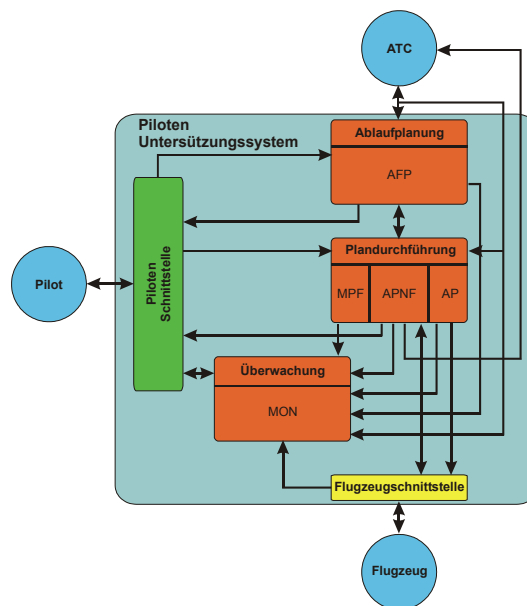 ATC
Piloten
Untersützungssystem
Ablaufplanung
AFP
Piloten
Schnittstelle
Plandurchführung
MPF
APNF
AP
Pilot
Überwachung
MON
Flugzeugschnittstelle
Flugzeug